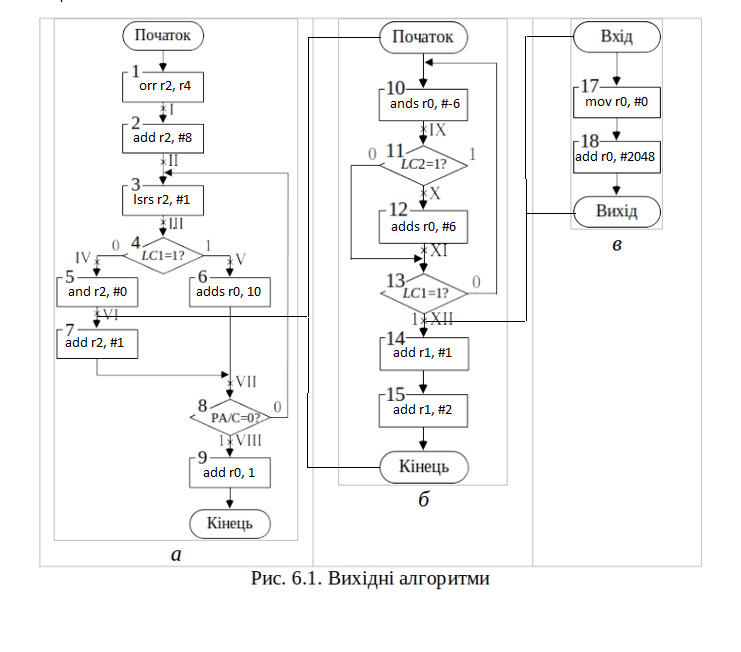 Початок
1
orr r2, r4
I
2
add r2, #8
II
3
lsrs r2, #1
III
0
4
LC1=1?
1
IV
V
5
and r2, #0
6
adds r0, 10
VI
7
add r2, #1
VII
8
PA/C=0?
0
1
VIII
9
add r0, 1
Кінець
а
Початок
10
ands r0, #-6
IX
0
11
LC2=1?
1
X
12
adds r0, #6
XI
13
LC1=1?
0
1
XII
14
add r1, #1
15
add r1, #2
Кінець
б
Вхід
17
mov r0, #0
18
add r0, #2048
Вихід
в
Рис. 6.1. Вихідні алгоритми